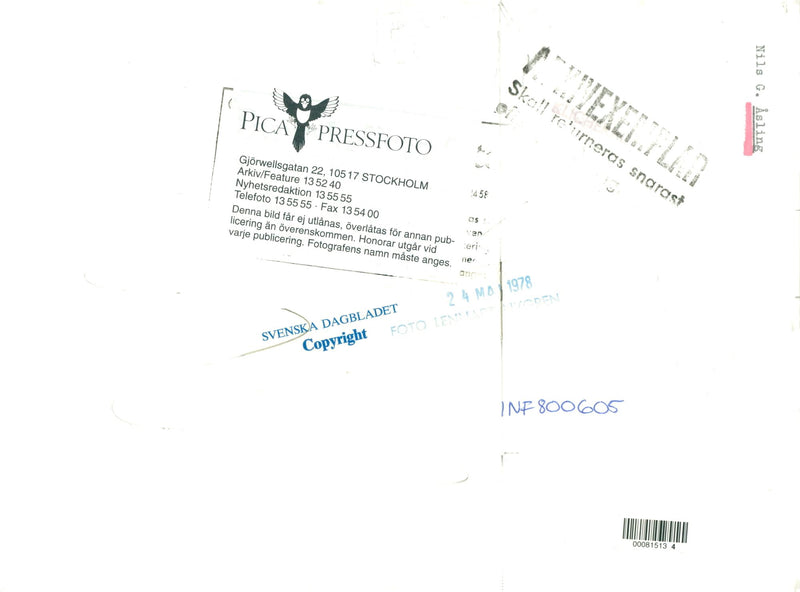 Nils G. Åsling
Skall returneras snarast
PICA PRESSFOTO
Gjörwellsgatan 22, 105 17 STOCKHOLM
Arkiv/Feature 13 52 40
Nyhetsredaktion 13 55 55
Telefoto 13 55 55 · Fax 13 54 00
Denna bild får ej utlånas, överlåtas för annan pub-
licering än överenskommen. Honorar utgår vid
varje publicering. Fotografens namn måste anges.
24 1978
SVENSKA DAGBLADET
Copyright
FOTO
INF800605
00081513 4